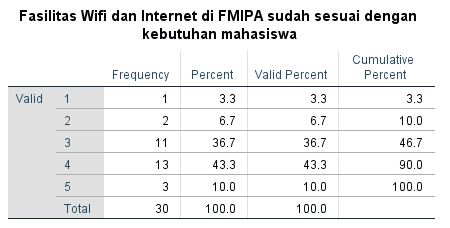 Fasilitas Wifi dan Internet di FMIPA sudah sesuai dengan
kebutuhan mahasiswa
Frequency Percent Valid Percent Cumulative Percent
Valid 1 1 3.3 3.3 3.3
2 2 6.7 6.7 10.0
3 11 36.7 36.7 46.7
4 13 43.3 43.3 90.0
5 3 10.0 10.0 100.0
Total 30 100.0 100.0